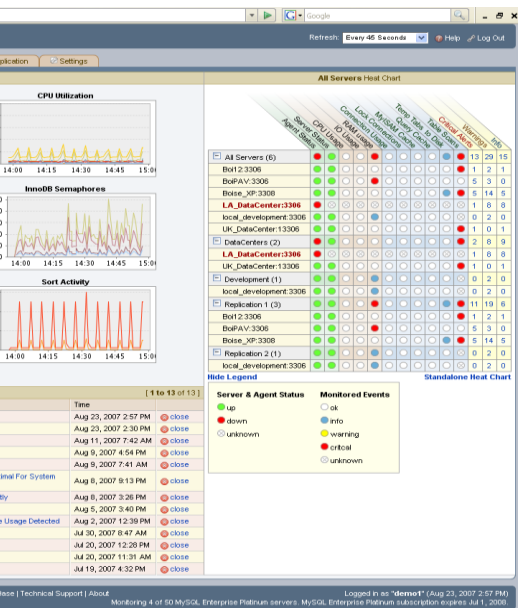 Google
Refresh: Every 45 Seconds Help Log Out
plication Settings
All Servers Heat Chart
CPU Utilization
14:00 14:15 14:30 14:45 15:0
InnoDB Semaphores
14:00 14:15 14:30 14:45 15:0
Sort Activity
14:00 14:15 14:30 14:45 15:0
Agent Status
Server Status
CPU Usage
IO Usage
RAM usage
Connection Usage
Lock Connections
MyISAM Cache
Query Cache
Temp Tabs to Disk
Table Scans
Critical Alerts
Warnings
Info
All Servers (6) 13 29 15
Boi12:3306 1 2 1
BoiPAV:3306 5 3 0
Boise_XP:3308 5 14 5
LA_DataCenter:3306 1 8 8
local_development:3306 0 2 0
UK_DataCenter:13306 1 0 1
DataCenters (2) 2 8 9
LA_DataCenter:3306 1 8 8
UK_DataCenter:13306 1 0 1
Development (1) 0 2 0
local_development:3306 0 2 0
Replication 1 (3) 11 19 6
Boi12:3306 1 2 1
BoiPAV:3306 5 3 0
Boise_XP:3308 5 14 5
Replication 2 (1) 0 2 0
local_development:3306 0 2 0
Hide Legend Standalone Heat Chart
Server & Agent Status
up
down
unknown
Monitored Events
ok
info
warning
critcal
unknown
[ 1 to 13 of 13 ]
Time
Aug 23, 2007 2:57 PM close
Aug 23, 2007 2:30 PM close
Aug 11, 2007 7:42 AM close
Aug 9, 2007 4:54 PM close
Aug 9, 2007 7:41 AM close
timal For System Aug 8, 2007 9:13 PM close
tly Aug 8, 2007 3:26 PM close
Aug 5, 2007 3:40 PM close
e Usage Detected Aug 2, 2007 12:39 PM close
Jul 30, 2007 8:47 AM close
Jul 20, 2007 12:28 PM close
Jul 20, 2007 11:31 AM close
Jul 19, 2007 4:32 PM close
Base | Technical Support | About
Logged in as "demo1" (Aug 23, 2007 2:57 PM)
Monitoring 4 of 50 MySQL Enterprise Platinum servers. MySQL Enterprise Platinum subscription expires Jul 1, 2008.